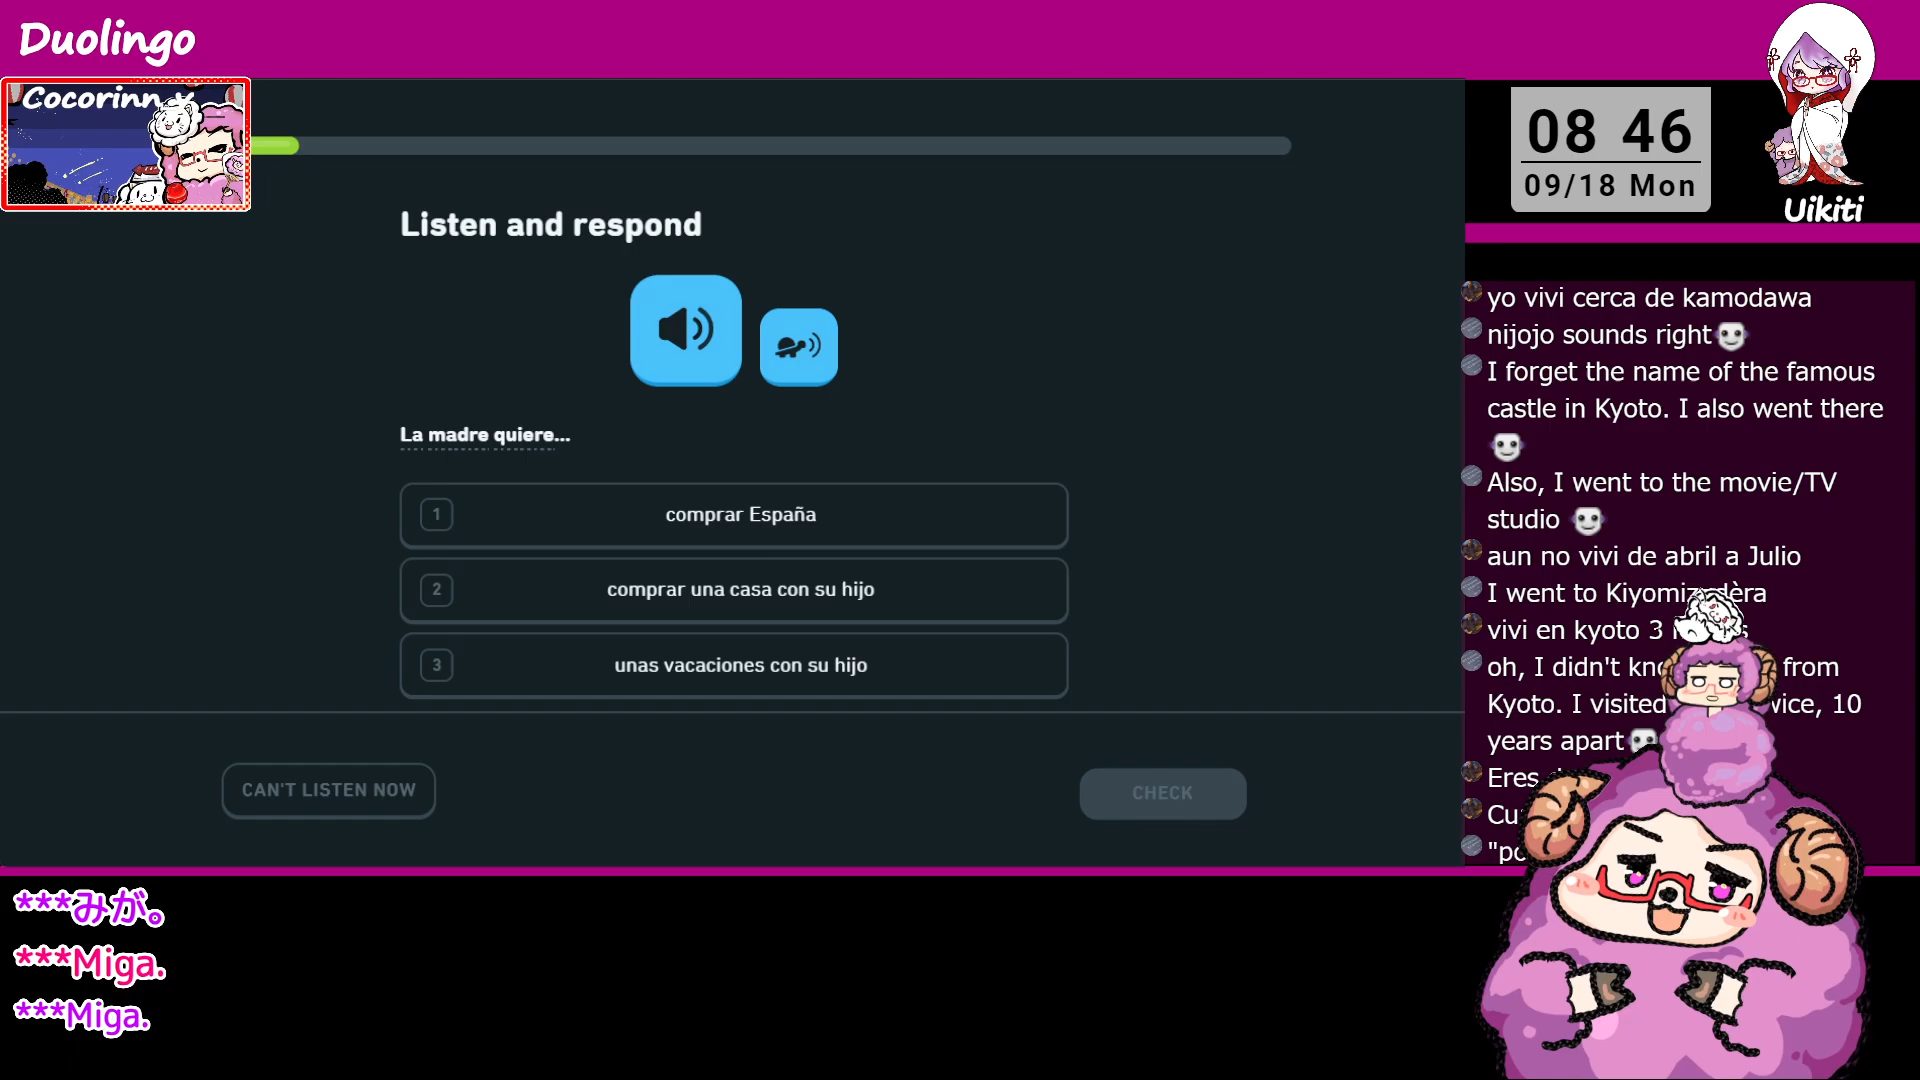 Duolingo
Cocorinn
08 46
09/18 Mon
Uikiti
Listen and respond
La madre quiere...
1 comprar España
2 comprar una casa con su hijo
3 unas vacaciones con su hijo
CAN'T LISTEN NOW
CHECK
yo vivi cerca de kamodawa
nijojo sounds right
I forget the name of the famous
castle in Kyoto. I also went there
Also, I went to the movie/TV
studio
aun no vivi de abril a Julio
I went to
vivi en kyoto 3
oh, I didn't from
Kyoto. I visited 10
years apart
Eres
***みが。
***Miga.
***Miga.